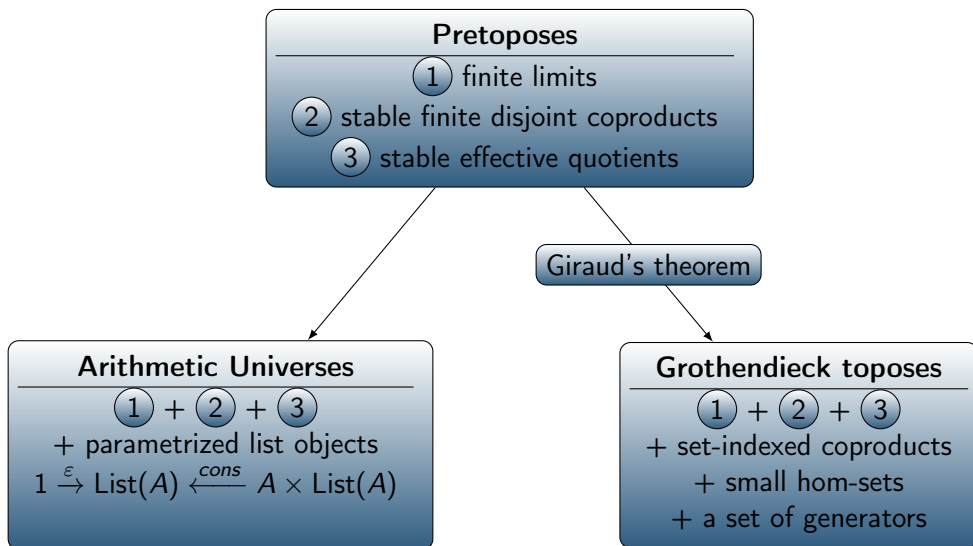 Pretoposes
① finite limits
② stable finite disjoint coproducts
③ stable effective quotients
Giraud's theorem
Arithmetic Universes
① + ② + ③
+ parametrized list objects
1 →^ε List(A) ←^cons A × List(A)
Grothendieck toposes
① + ② + ③
+ set-indexed coproducts
+ small hom-sets
+ a set of generators